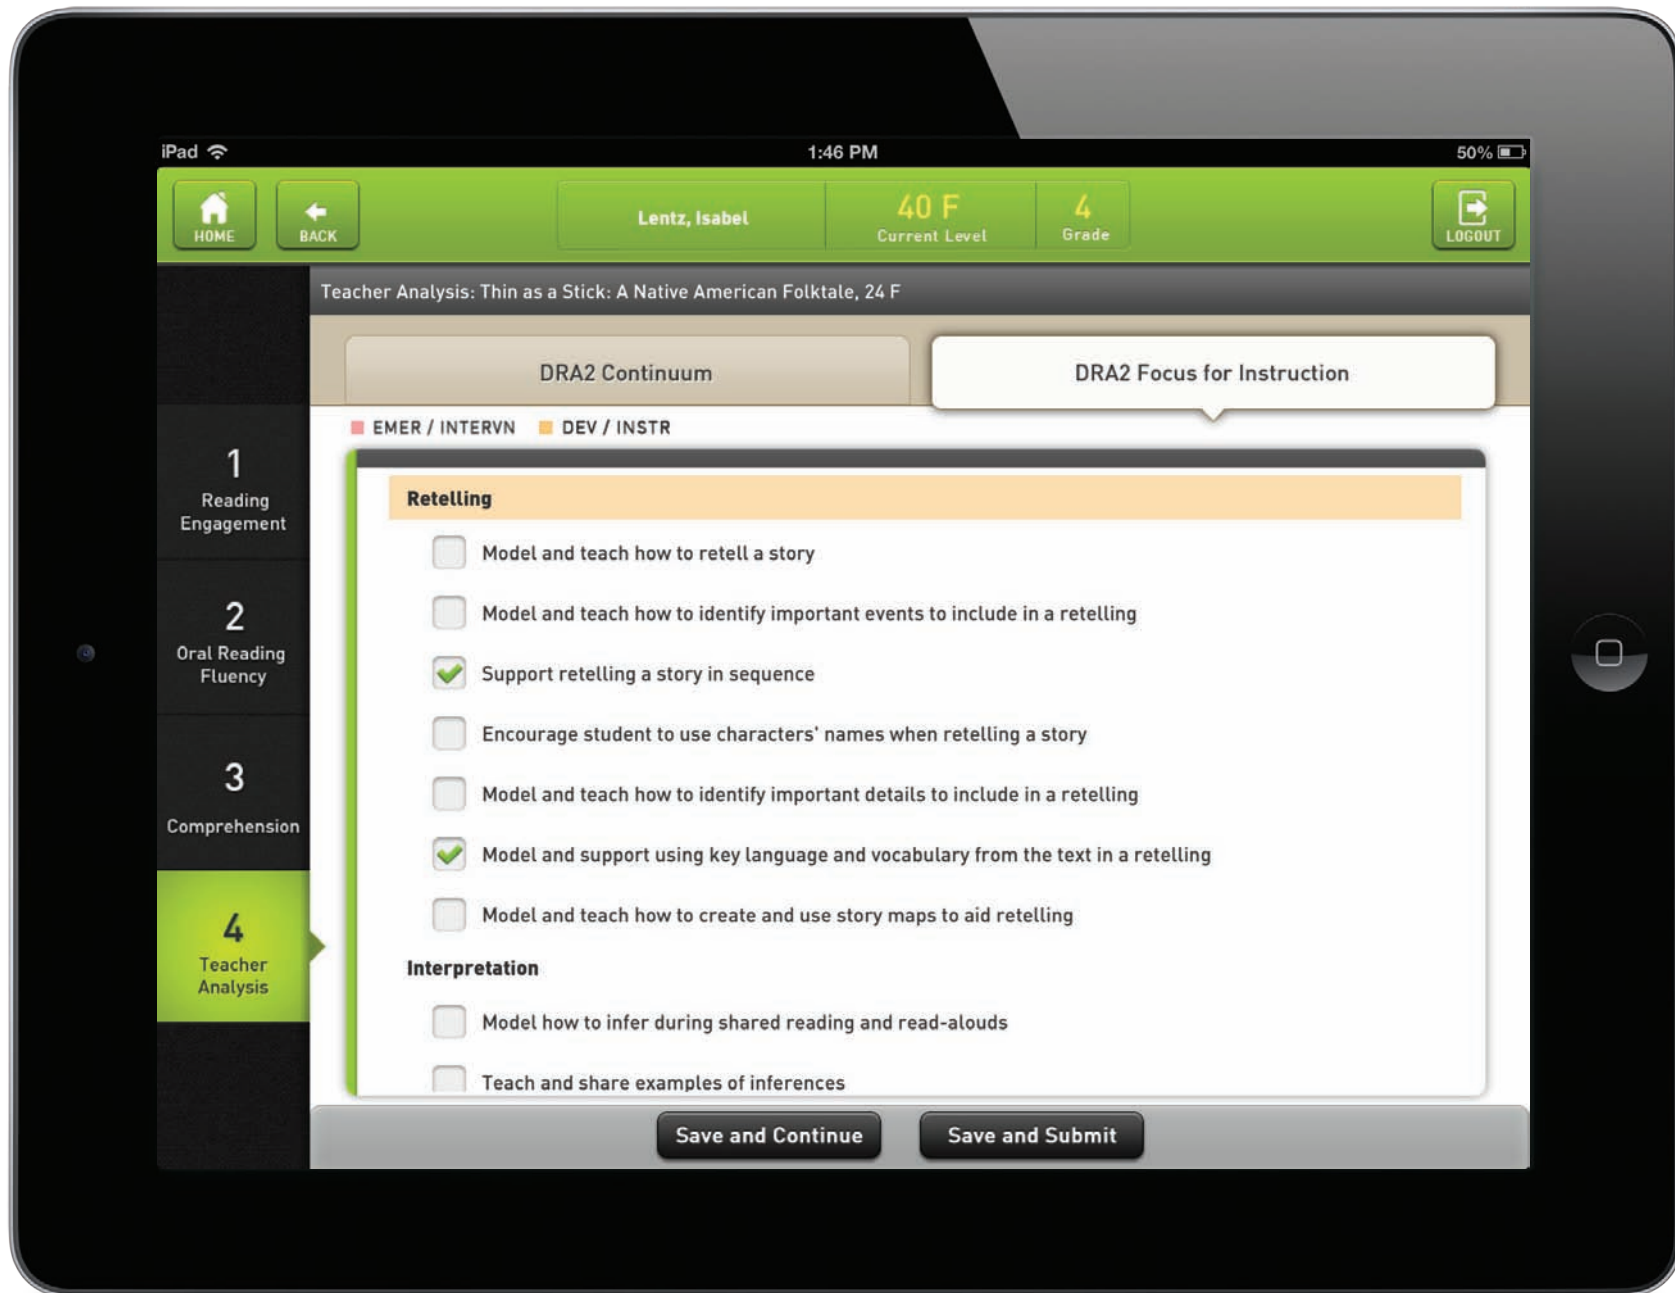 iPad
1:46 PM
50%
HOME
BACK
Lentz, Isabel
40 F
Current Level
4
Grade
LOGOUT
Teacher Analysis: Thin as a Stick: A Native American Folktale, 24 F
DRA2 Continuum
DRA2 Focus for Instruction
EMER / INTERVN
DEV / INSTR
1
Reading
Engagement
2
Oral Reading
Fluency
3
Comprehension
4
Teacher
Analysis
Retelling
Model and teach how to retell a story
Model and teach how to identify important events to include in a retelling
Support retelling a story in sequence
Encourage student to use characters' names when retelling a story
Model and teach how to identify important details to include in a retelling
Model and support using key language and vocabulary from the text in a retelling
Model and teach how to create and use story maps to aid retelling
Interpretation
Model how to infer during shared reading and read-alouds
Teach and share examples of inferences
Save and Continue
Save and Submit